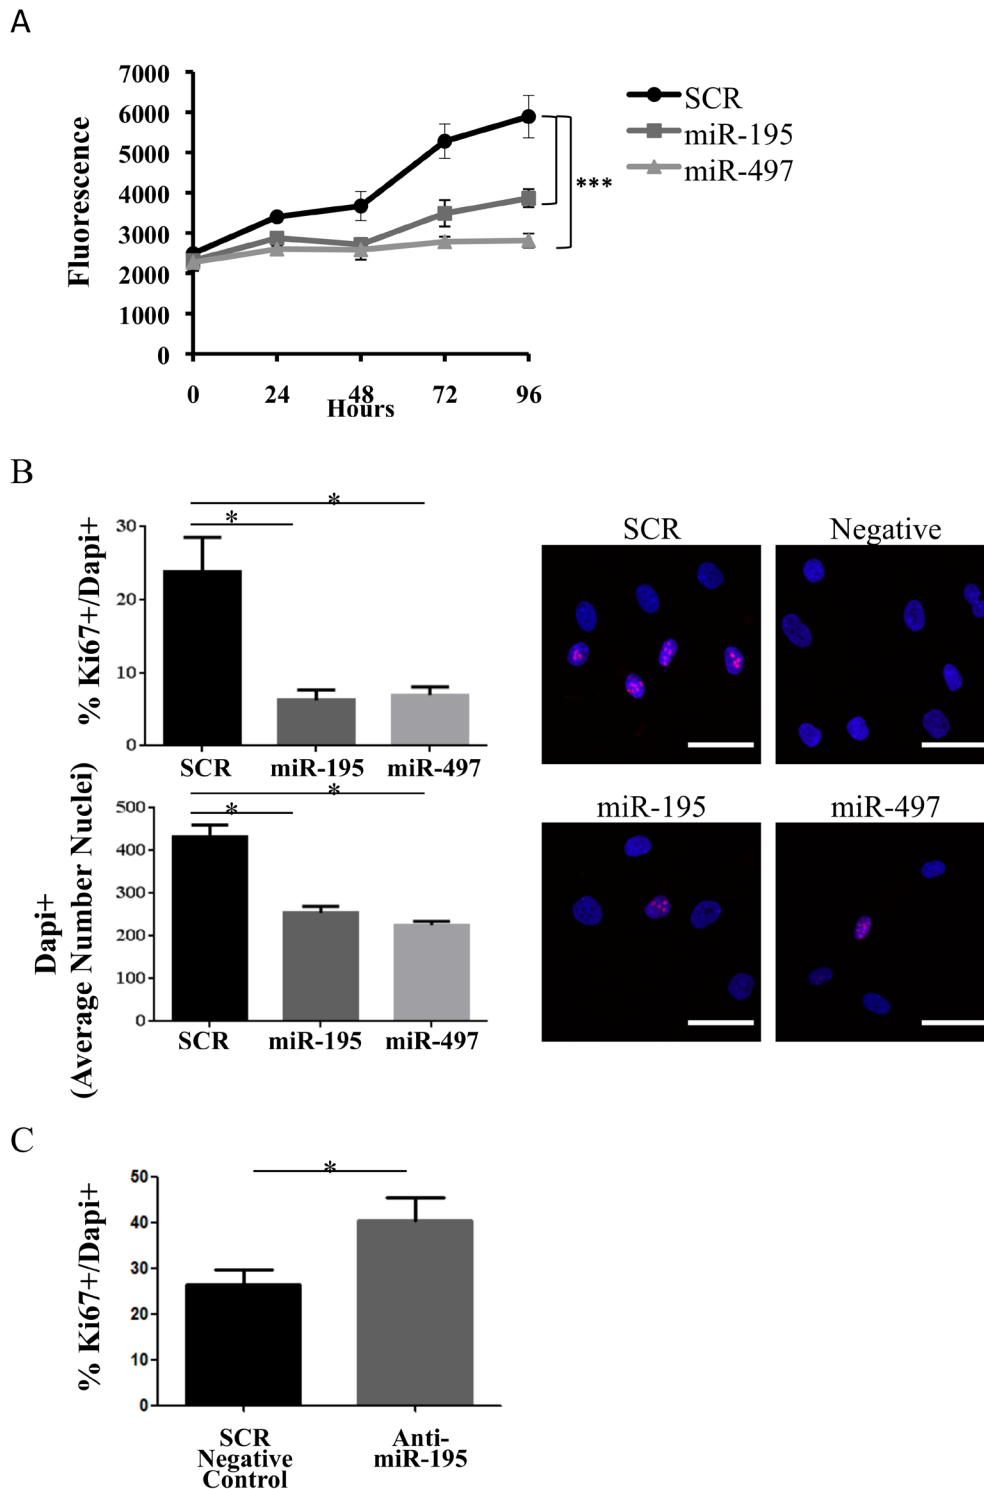 A
7000
6000
5000
4000
3000
2000
1000
0
Fluorescence
0 24 48 72 96
Hours
SCR
miR-195
miR-497
***
B
% Ki67+/Dapi+
30
20
10
0
*
*
SCR miR-195 miR-497
Dapi+
(Average Number Nuclei)
500
400
300
200
100
0
*
*
SCR miR-195 miR-497
SCR
Negative
miR-195
miR-497
C
% Ki67+/Dapi+
50
40
30
20
10
0
*
SCR
Negative
Control
Anti-
miR-195